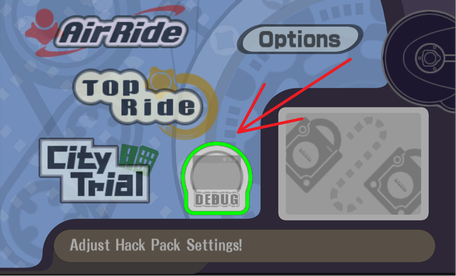 AirRide
Options
Top
Ride
City
Trial
DEBUG
Adjust Hack Pack Settings!